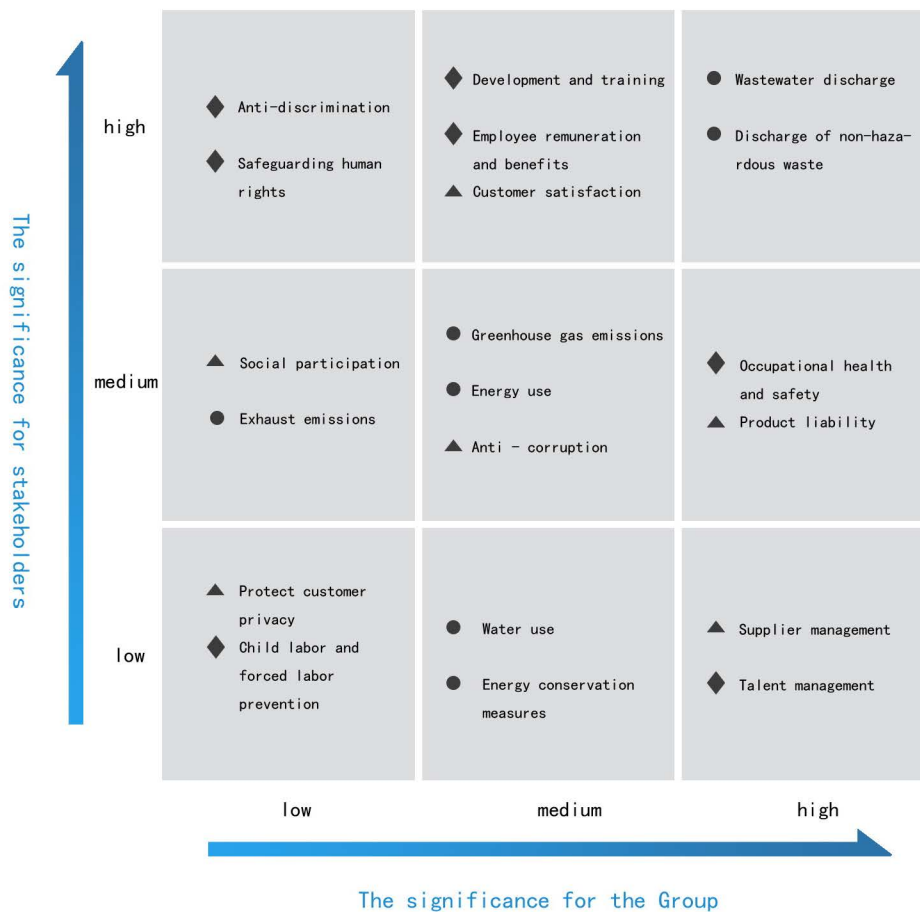 The significance for stakeholders
high
Anti-discrimination
Safeguarding human
rights
Development and training
Employee remuneration
and benefits
Customer satisfaction
Wastewater discharge
Discharge of non-haza-
rdous waste
medium
Social participation
Exhaust emissions
Greenhouse gas emissions
Energy use
Anti - corruption
Occupational health
and safety
Product liability
low
Protect customer
privacy
Child labor and
forced labor
prevention
Water use
Energy conservation
measures
Supplier management
Talent management
low
medium
high
The significance for the Group